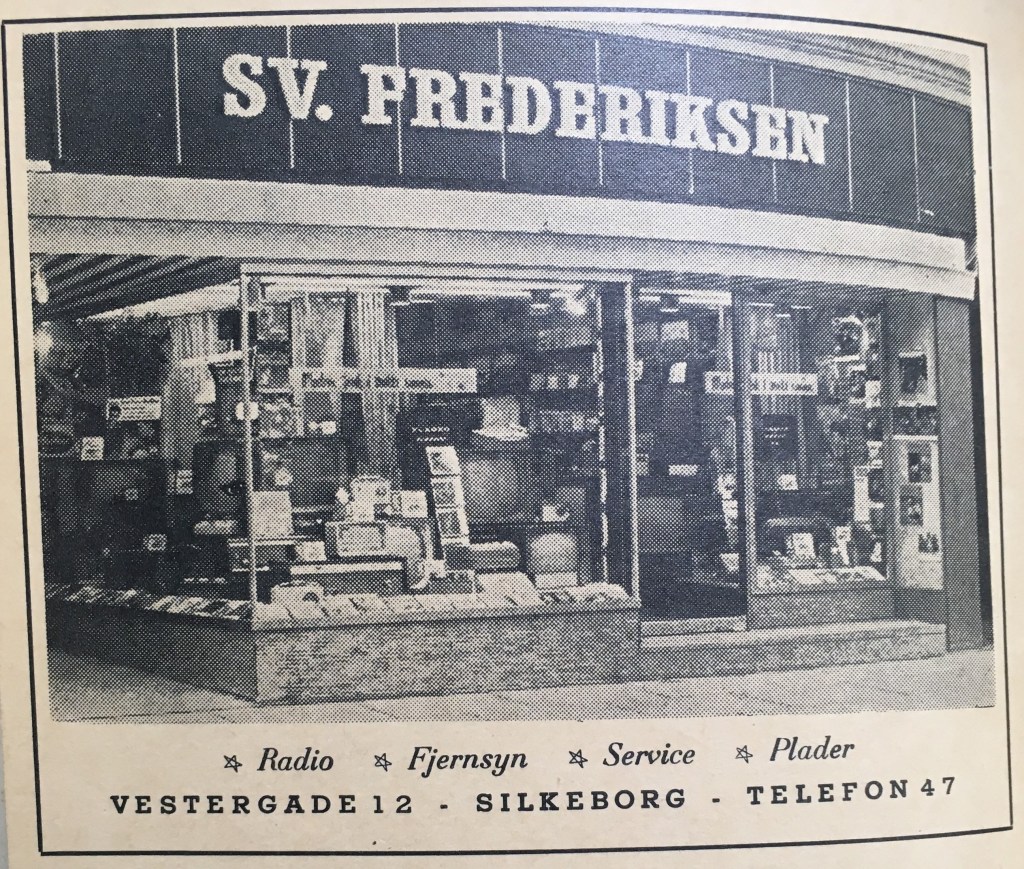 SV. FREDERIKSEN
☆ Radio ☆ Fjernsyn ☆ Service ☆ Plader
VESTERGADE 12 - SILKEBORG - TELEFON 47